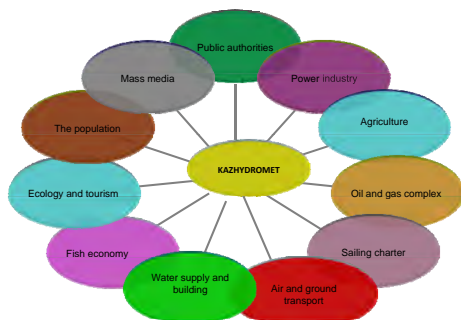 Public authorities
Mass media
Power industry
The population
Agriculture
KAZHYDROMET
Ecology and tourism
Oil and gas complex
Fish economy
Sailing charter
Water supply and
building
Air and ground
transport